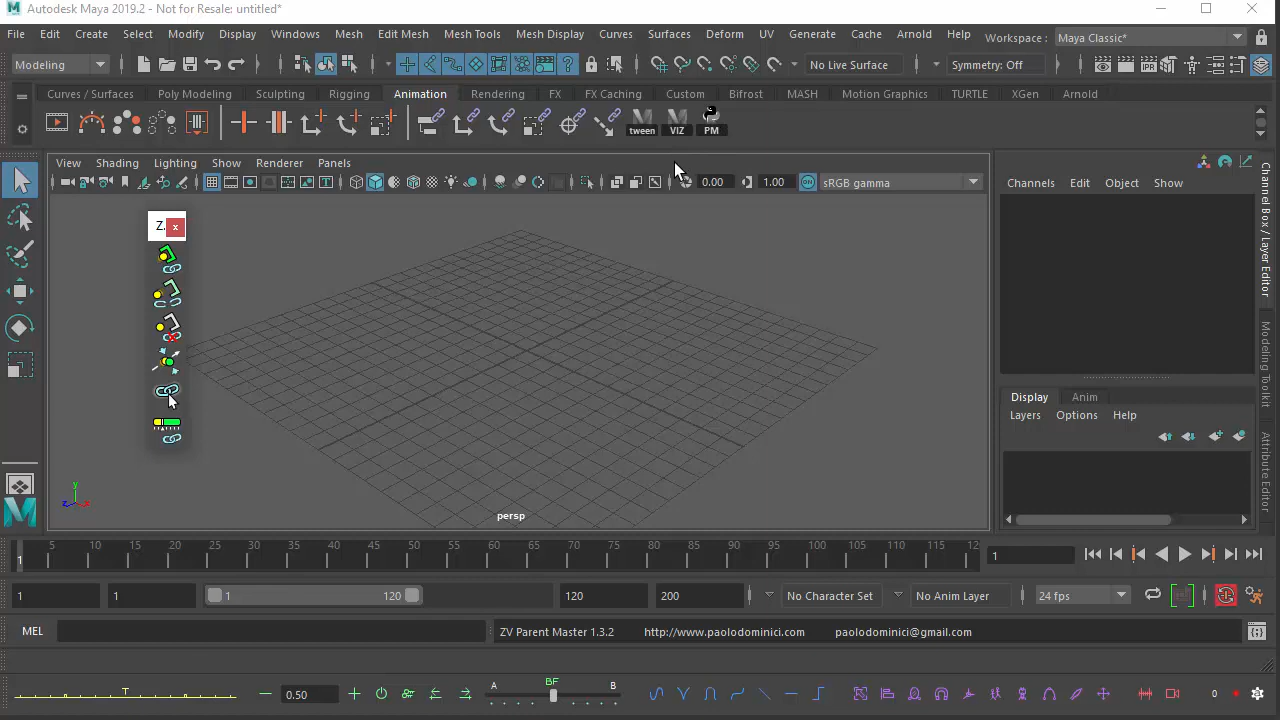 Autodesk Maya 2019.2 - Not for Resale: untitled*
File Edit Create Select Modify Display Windows Mesh Edit Mesh Mesh Tools Mesh Display Curves Surfaces Deform UV Generate Cache Arnold Help Workspace : Maya Classic*
Modeling No Live Surface Symmetry: Off
Curves / Surfaces Poly Modeling Sculpting Rigging Animation Rendering FX FX Caching Custom Bifrost MASH Motion Graphics TURTLE XGen Arnold
tween VIZ PM
View Shading Lighting Show Renderer Panels
0.00 1.00 ON sRGB gamma
Channels Edit Object Show
Z. x
persp
y
z x
Display Anim
Layers Options Help
Channel Box / Layer Editor
Modeling Toolkit
Attribute Editor
1 5 10 15 20 25 30 35 40 45 50 55 60 65 70 75 80 85 90 95 100 105 110 115 12
1
1 1 1 120 120 200 No Character Set No Anim Layer 24 fps
MEL ZV Parent Master 1.3.2 http://www.paolodominici.com paolodominici@gmail.com
T 0.50 A BF B 0